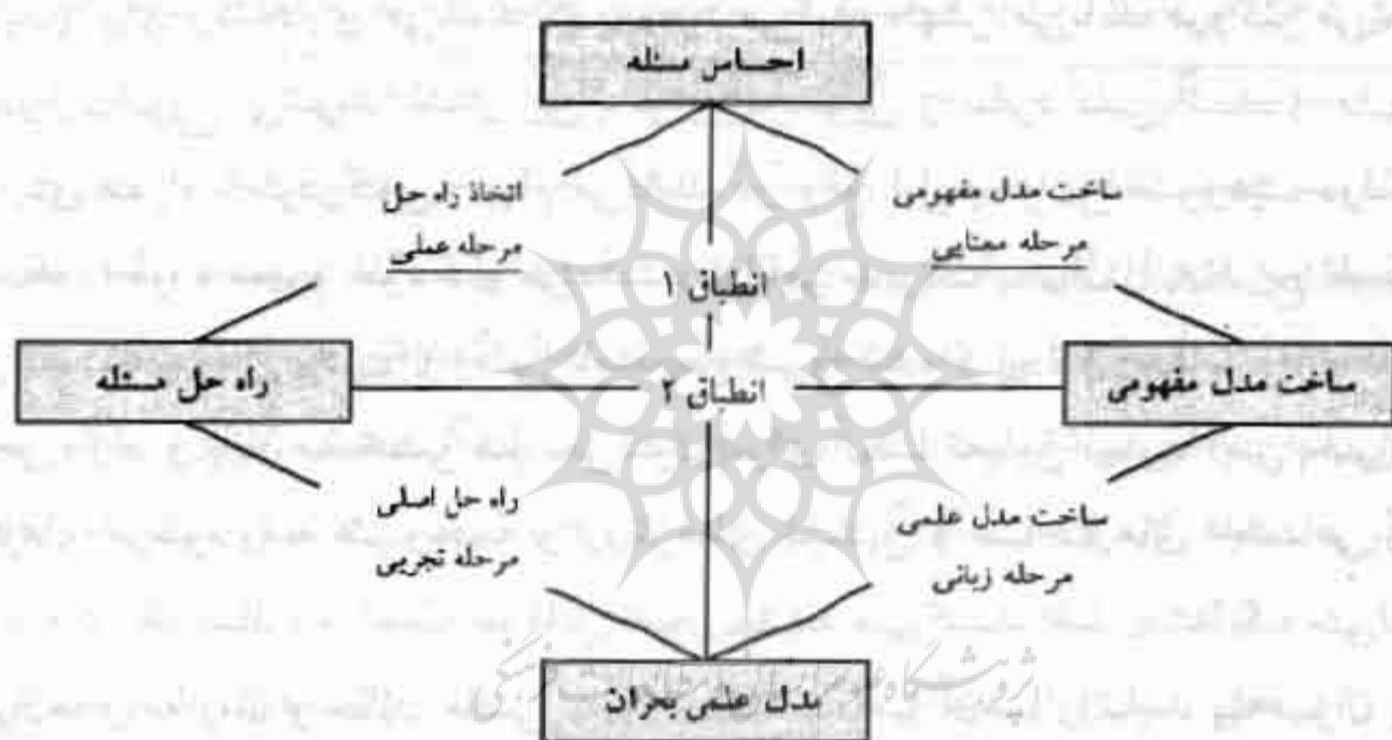 احساس مسئله
ساخت مدل مفهومی
مرحله معنایی
اتخاذ راه حل
مرحله عملی
انطباق ۱
ساخت مدل مفهومی
انطباق ۲
راه حل مسئله
ساخت مدل علمی
مرحله زبانی
راه حل اصلی
مرحله تجربی
مدل علمی بحران